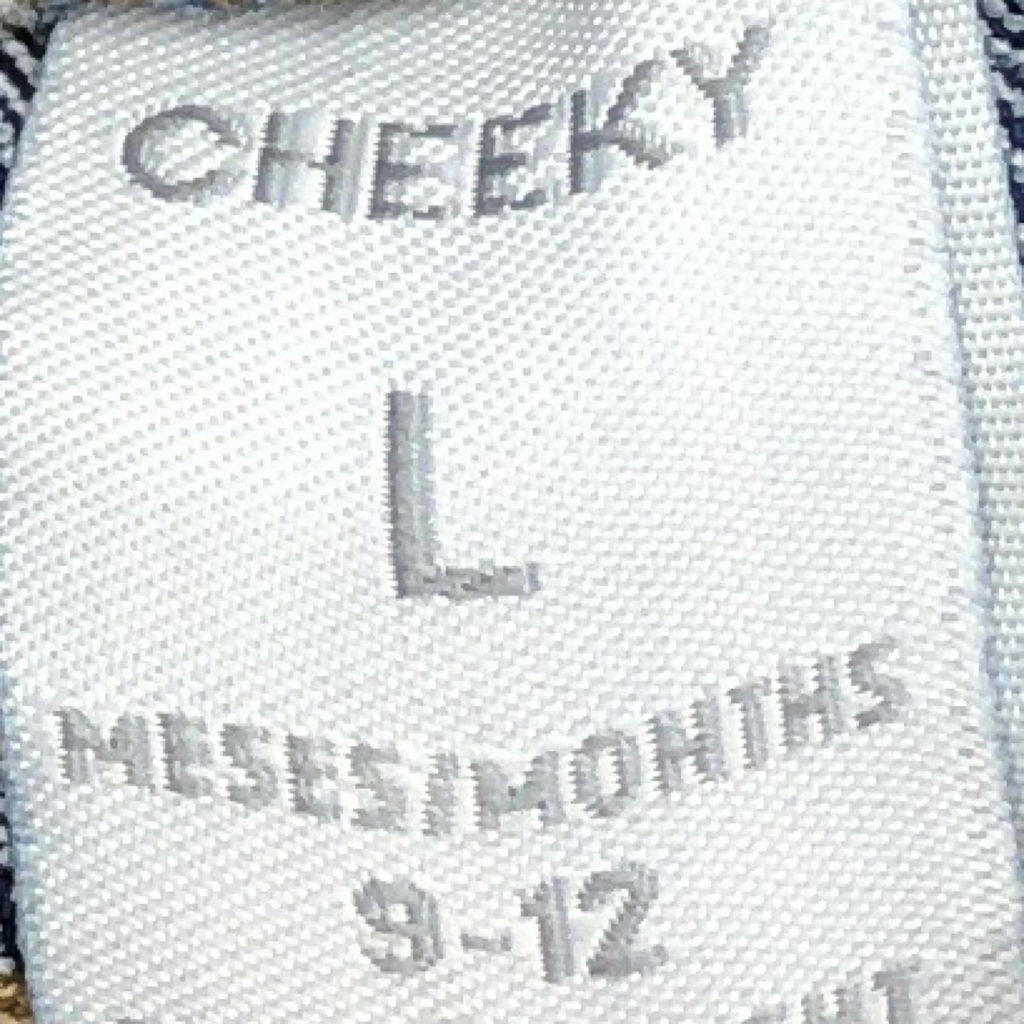 CHEEKY
L
MESES/MONTHS
9-12